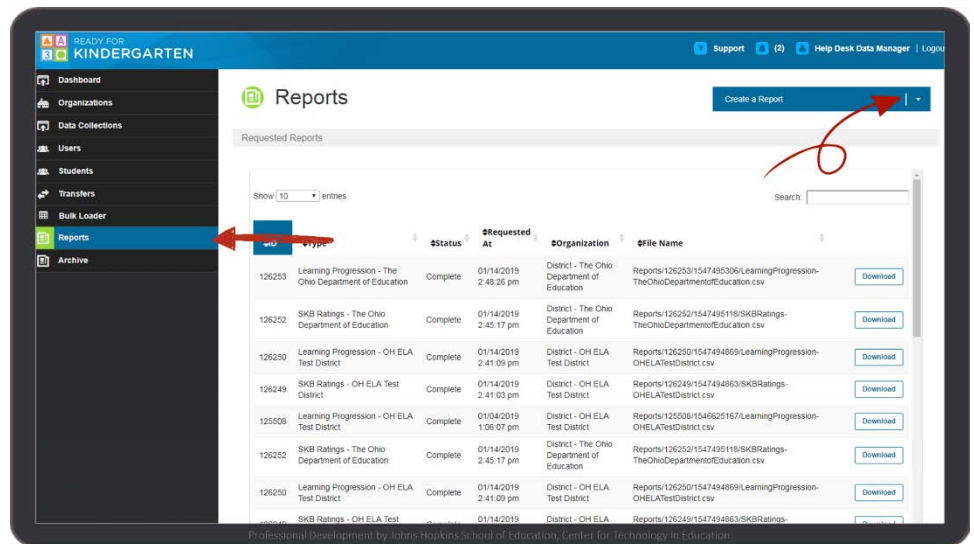 READY FOR
KINDERGARTEN
Support (2) Help Desk Data Manager | Logou
Dashboard
Organizations
Data Collections
Users
Students
Transfers
Bulk Loader
Reports
Archive
Reports
Create a Report
Requested Reports
Show 10 entries
Search:
ID Type Status Requested At Organization File Name
126253 Learning Progression - The Ohio Department of Education Complete 01/14/2019 2:48:26 pm District - The Ohio Department of Education Reports/126253/1547495306/LearningProgression-TheOhioDepartmentofEducation.csv Download
126252 SKB Ratings - The Ohio Department of Education Complete 01/14/2019 2:45:17 pm District - The Ohio Department of Education Reports/126252/1547495118/SKBRatings-TheOhioDepartmentofEducation.csv Download
126250 Learning Progression - OH ELA Test District Complete 01/14/2019 2:41:09 pm District - OH ELA Test District Reports/126250/1547494869/LearningProgression-OHELATestDistrict.csv Download
126249 SKB Ratings - OH ELA Test District Complete 01/14/2019 2:41:03 pm District - OH ELA Test District Reports/126249/1547494863/SKBRatings-OHELATestDistrict.csv Download
125508 Learning Progression - OH ELA Test District Complete 01/04/2019 1:06:07 pm District - OH ELA Test District Reports/125508/1546625167/LearningProgression-OHELATestDistrict.csv Download
126252 SKB Ratings - The Ohio Department of Education Complete 01/14/2019 2:45:17 pm District - The Ohio Department of Education Reports/126252/1547495118/SKBRatings-TheOhioDepartmentofEducation.csv Download
126250 Learning Progression - OH ELA Test District Complete 01/14/2019 2:41:09 pm District - OH ELA Test District Reports/126250/1547494869/LearningProgression-OHELATestDistrict.csv Download
SKB Ratings - OH ELA Test 01/14/2019 District - OH ELA Reports/126249/1547494863/SKBRatings-
Professional Development by Johns Hopkins School of Education, Center for Technology in Education